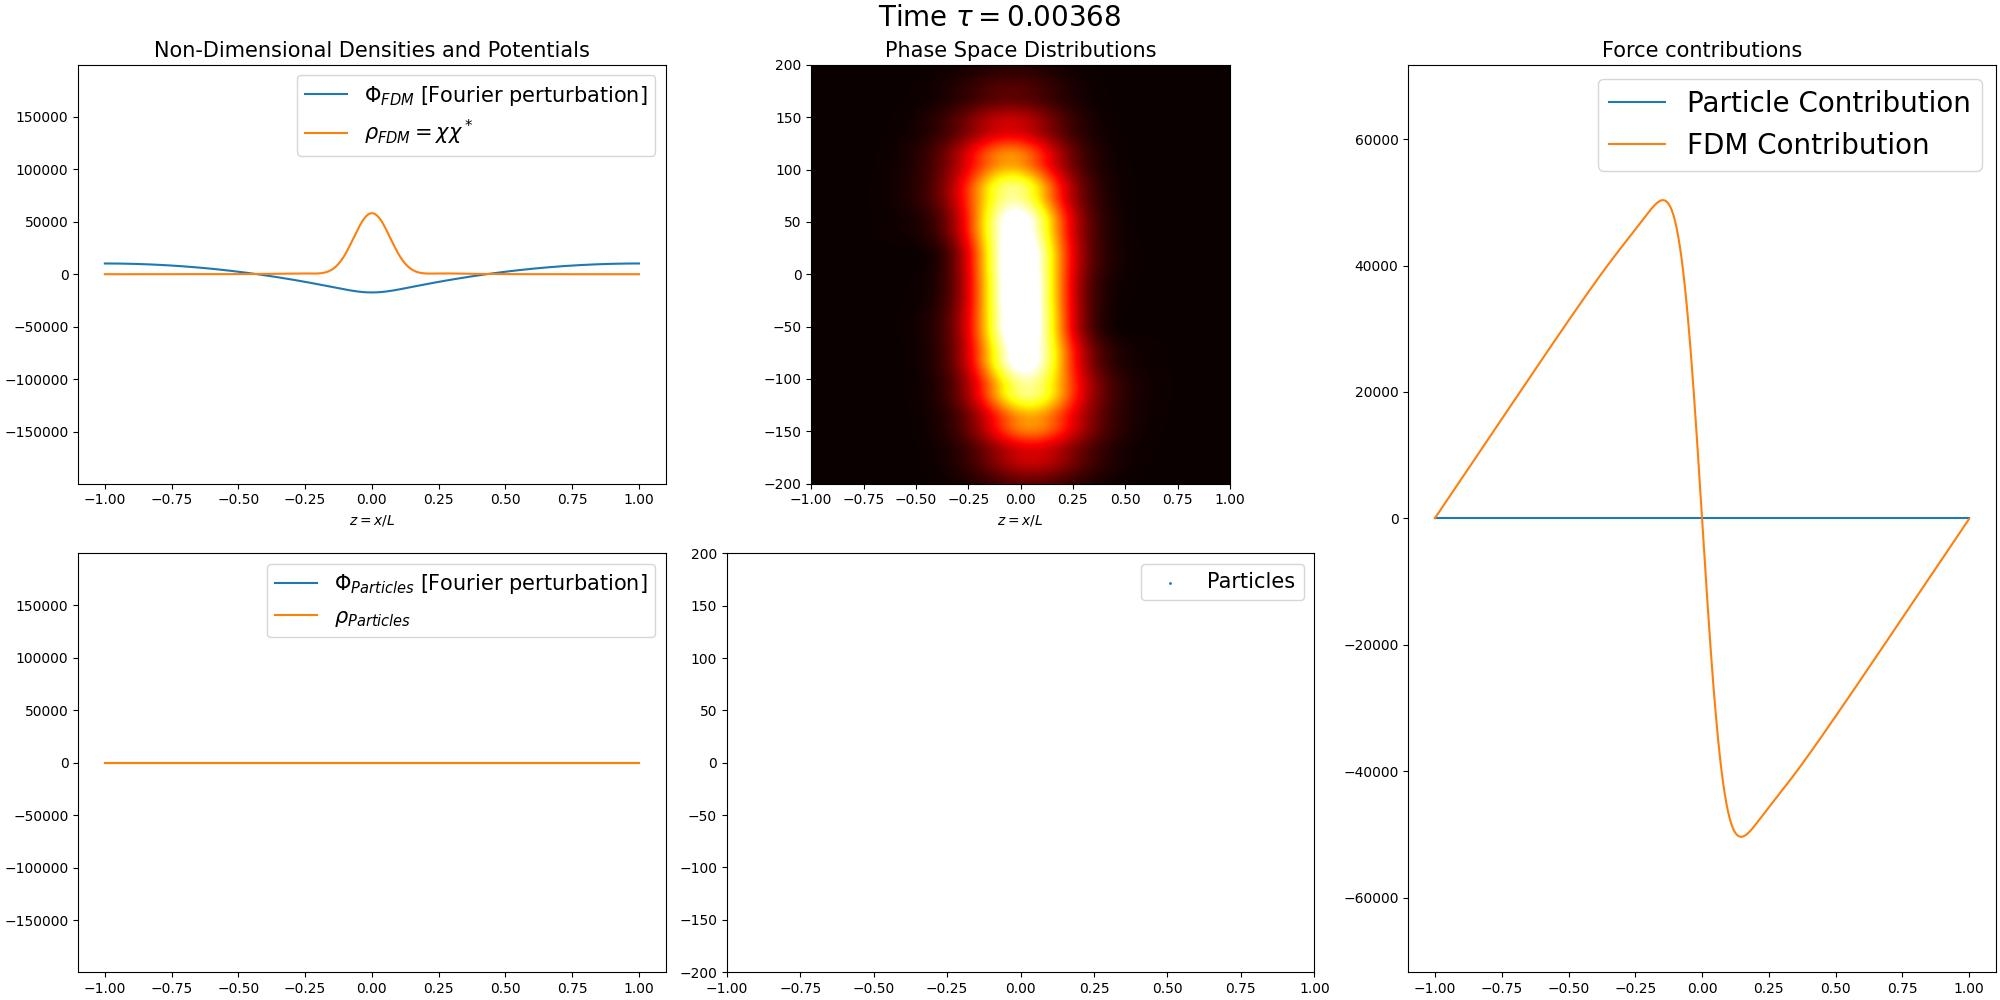 Time τ = 0.00368
Non-Dimensional Densities and Potentials
150000
100000
50000
0
−50000
−100000
−150000
Φ_FDM [Fourier perturbation]
ρ_FDM = χχ*
−1.00 −0.75 −0.50 −0.25 0.00 0.25 0.50 0.75 1.00
z = x/L
Phase Space Distributions
200
150
100
50
0
−50
−100
−150
−200
−1.00 −0.75 −0.50 −0.25 0.00 0.25 0.50 0.75 1.00
z = x/L
Force contributions
60000
40000
20000
0
−20000
−40000
−60000
Particle Contribution
FDM Contribution
−1.00 −0.75 −0.50 −0.25 0.00 0.25 0.50 0.75 1.00
150000
100000
50000
0
−50000
−100000
−150000
Φ_Particles [Fourier perturbation]
ρ_Particles
−1.00 −0.75 −0.50 −0.25 0.00 0.25 0.50 0.75 1.00
200
150
100
50
0
−50
−100
−150
−200
Particles
−1.00 −0.75 −0.50 −0.25 0.00 0.25 0.50 0.75 1.00